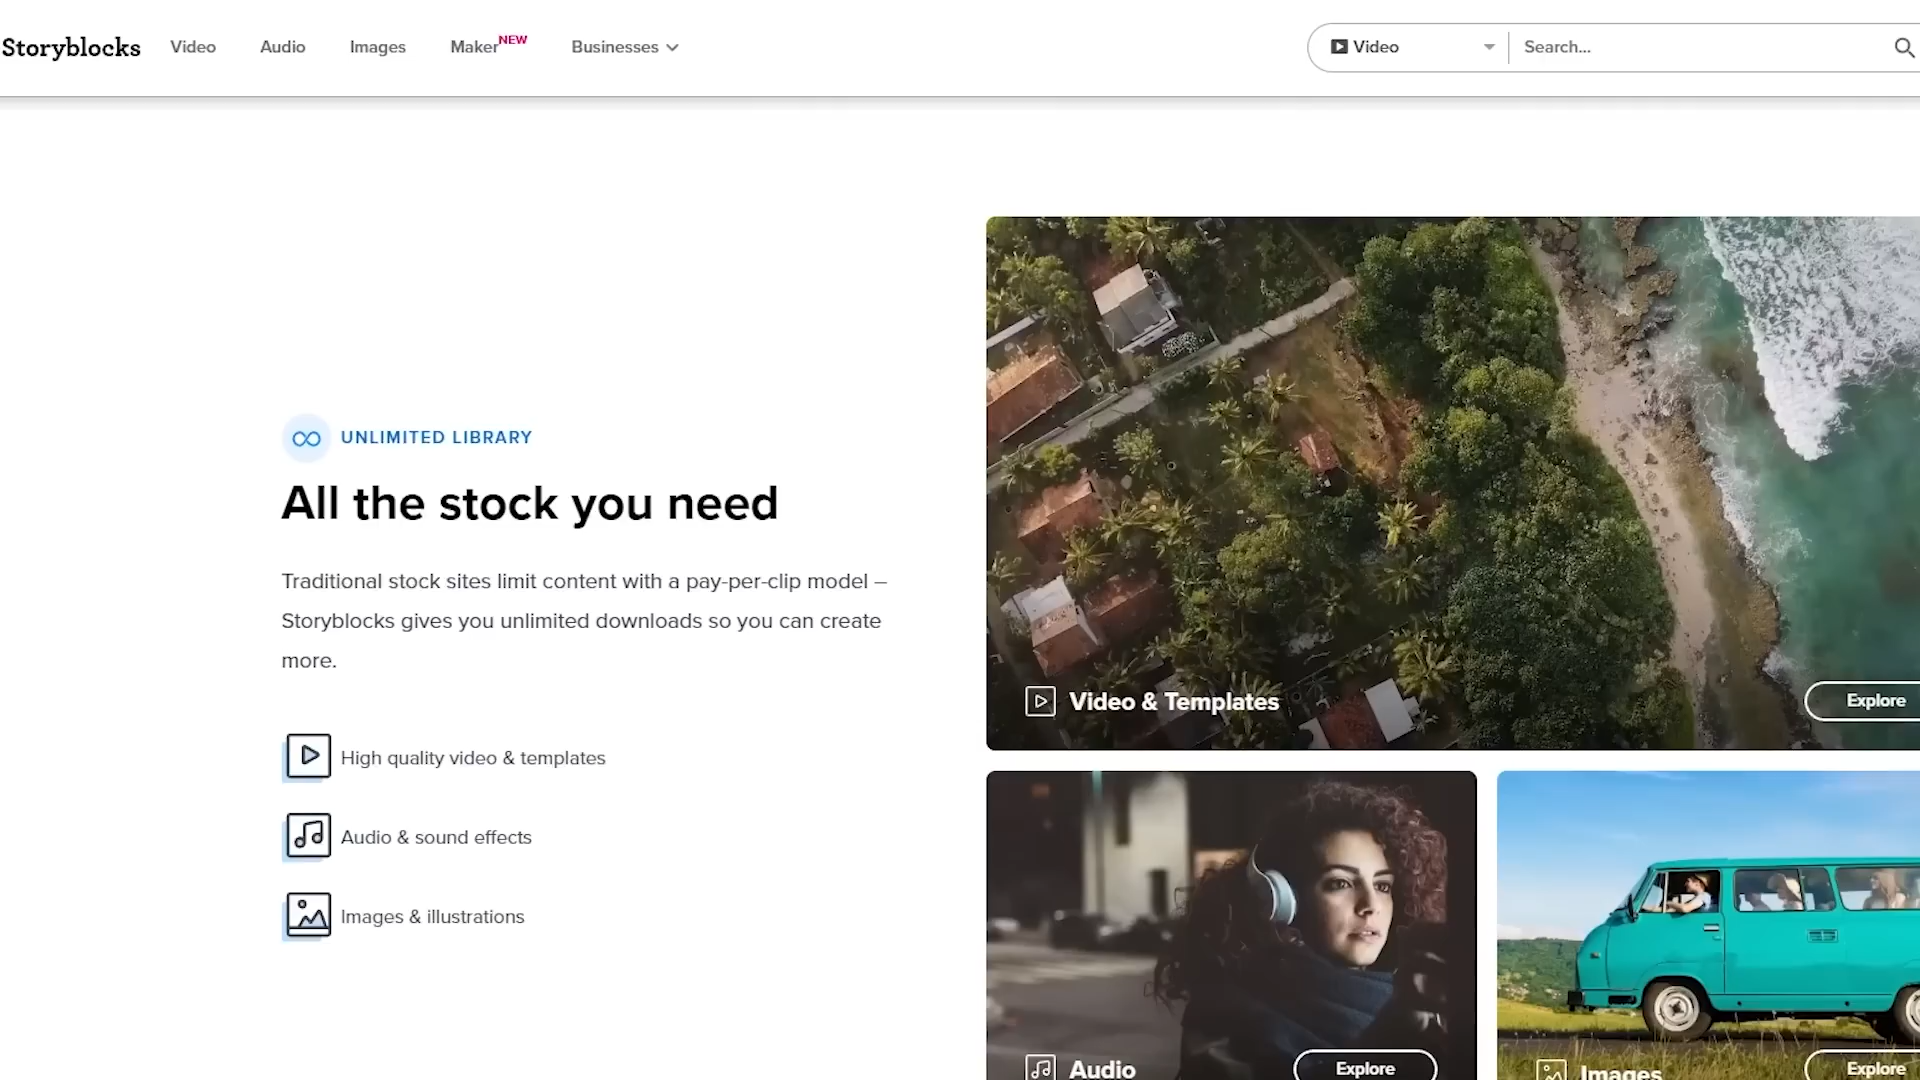 Storyblocks
Video
Audio
Images
Maker NEW
Businesses
Video
Search...
UNLIMITED LIBRARY
All the stock you need
Traditional stock sites limit content with a pay-per-clip model –
Storyblocks gives you unlimited downloads so you can create
more.
High quality video & templates
Audio & sound effects
Images & illustrations
Video & Templates
Explore
Audio
Explore
Images
Explore